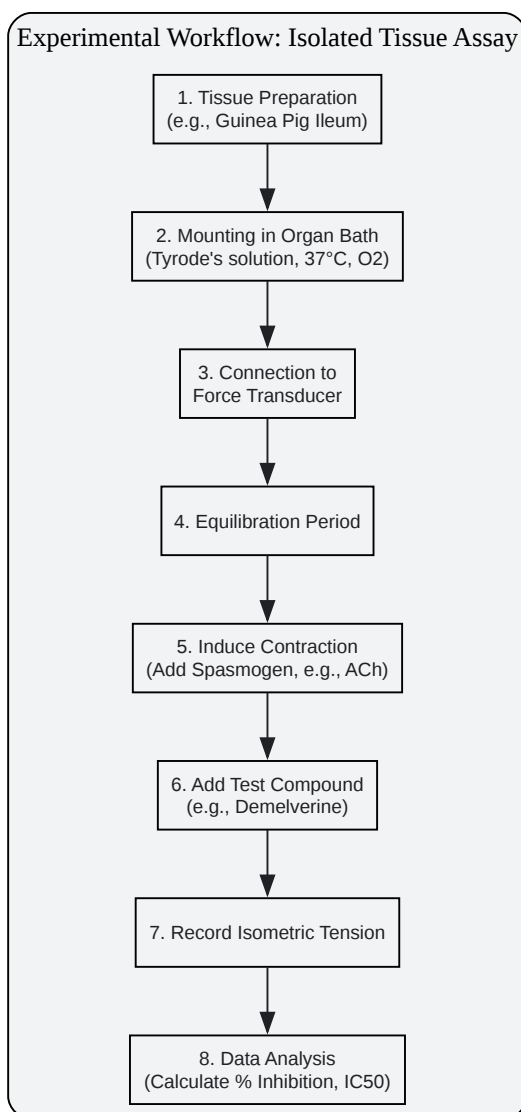 Experimental Workflow: Isolated Tissue Assay
1. Tissue Preparation
(e.g., Guinea Pig Ileum)
2. Mounting in Organ Bath
(Tyrode's solution, 37°C, O2)
3. Connection to
Force Transducer
4. Equilibration Period
5. Induce Contraction
(Add Spasmogen, e.g., ACh)
6. Add Test Compound
(e.g., Demelverine)
7. Record Isometric Tension
8. Data Analysis
(Calculate % Inhibition, IC50)